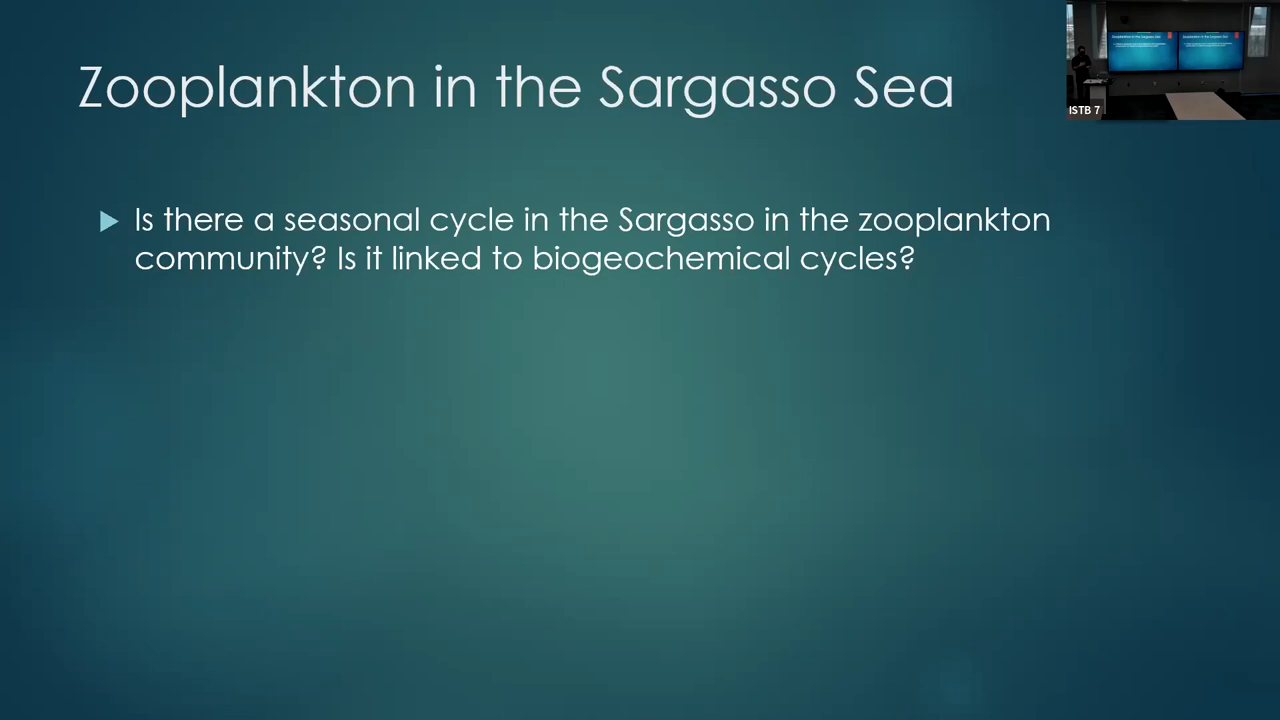 Zooplankton in the Sargasso Sea
ISTB 7
Is there a seasonal cycle in the Sargasso in the zooplankton
community? Is it linked to biogeochemical cycles?